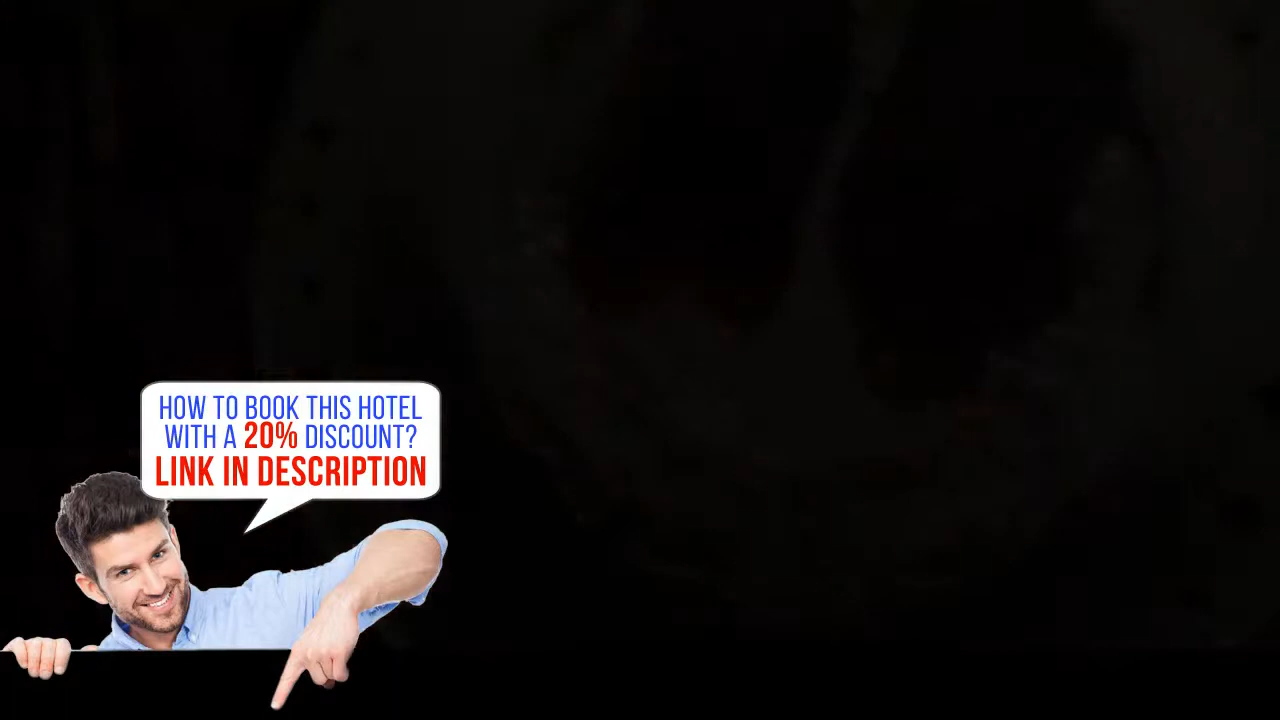 HOW TO BOOK THIS HOTEL
WITH A 20% DISCOUNT?
LINK IN DESCRIPTION